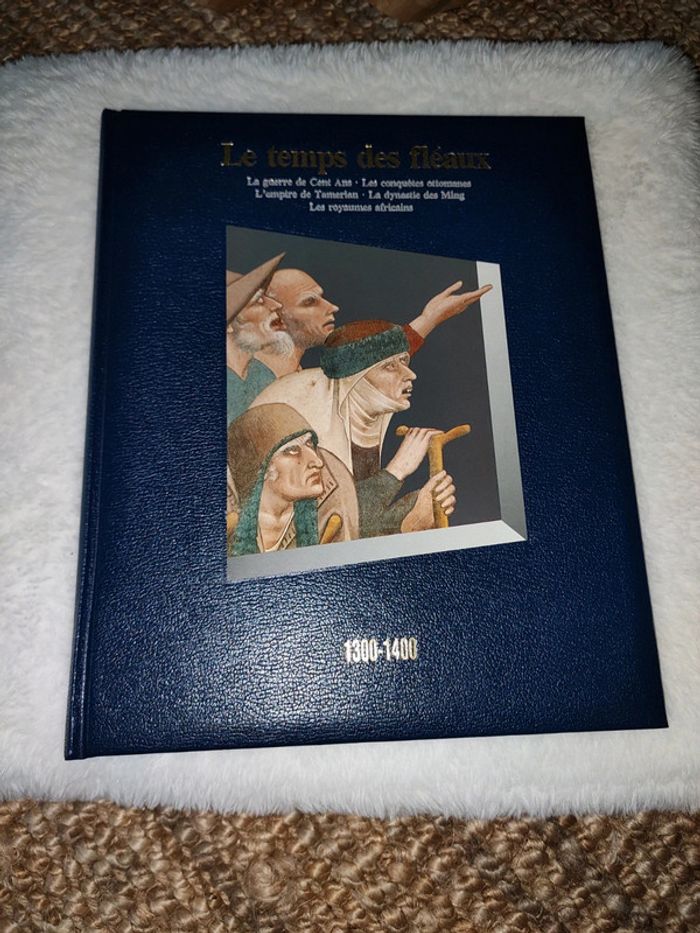 Le temps des fléaux
La guerre de Cent Ans · Les conquêtes ottomanes
L'empire de Tamerlan · La dynastie des Ming
Les royaumes africains
1300-1400